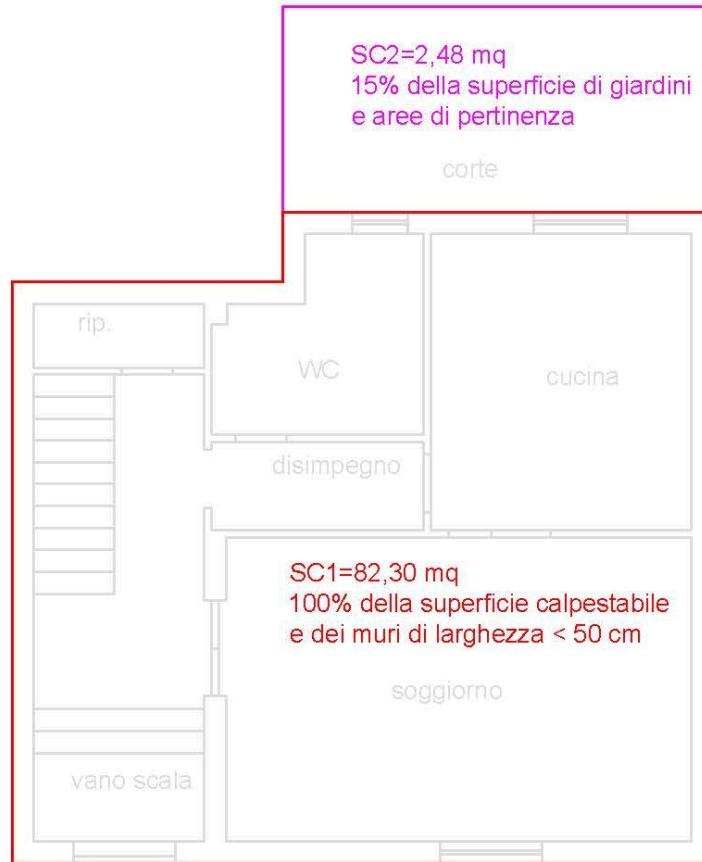 SC2=2,48 mq
15% della superficie di giardini
e aree di pertinenza
corte
rip.
WC
cucina
disimpegno
SC1=82,30 mq
100% della superficie calpestabile
e dei muri di larghezza < 50 cm
soggiorno
vano scala